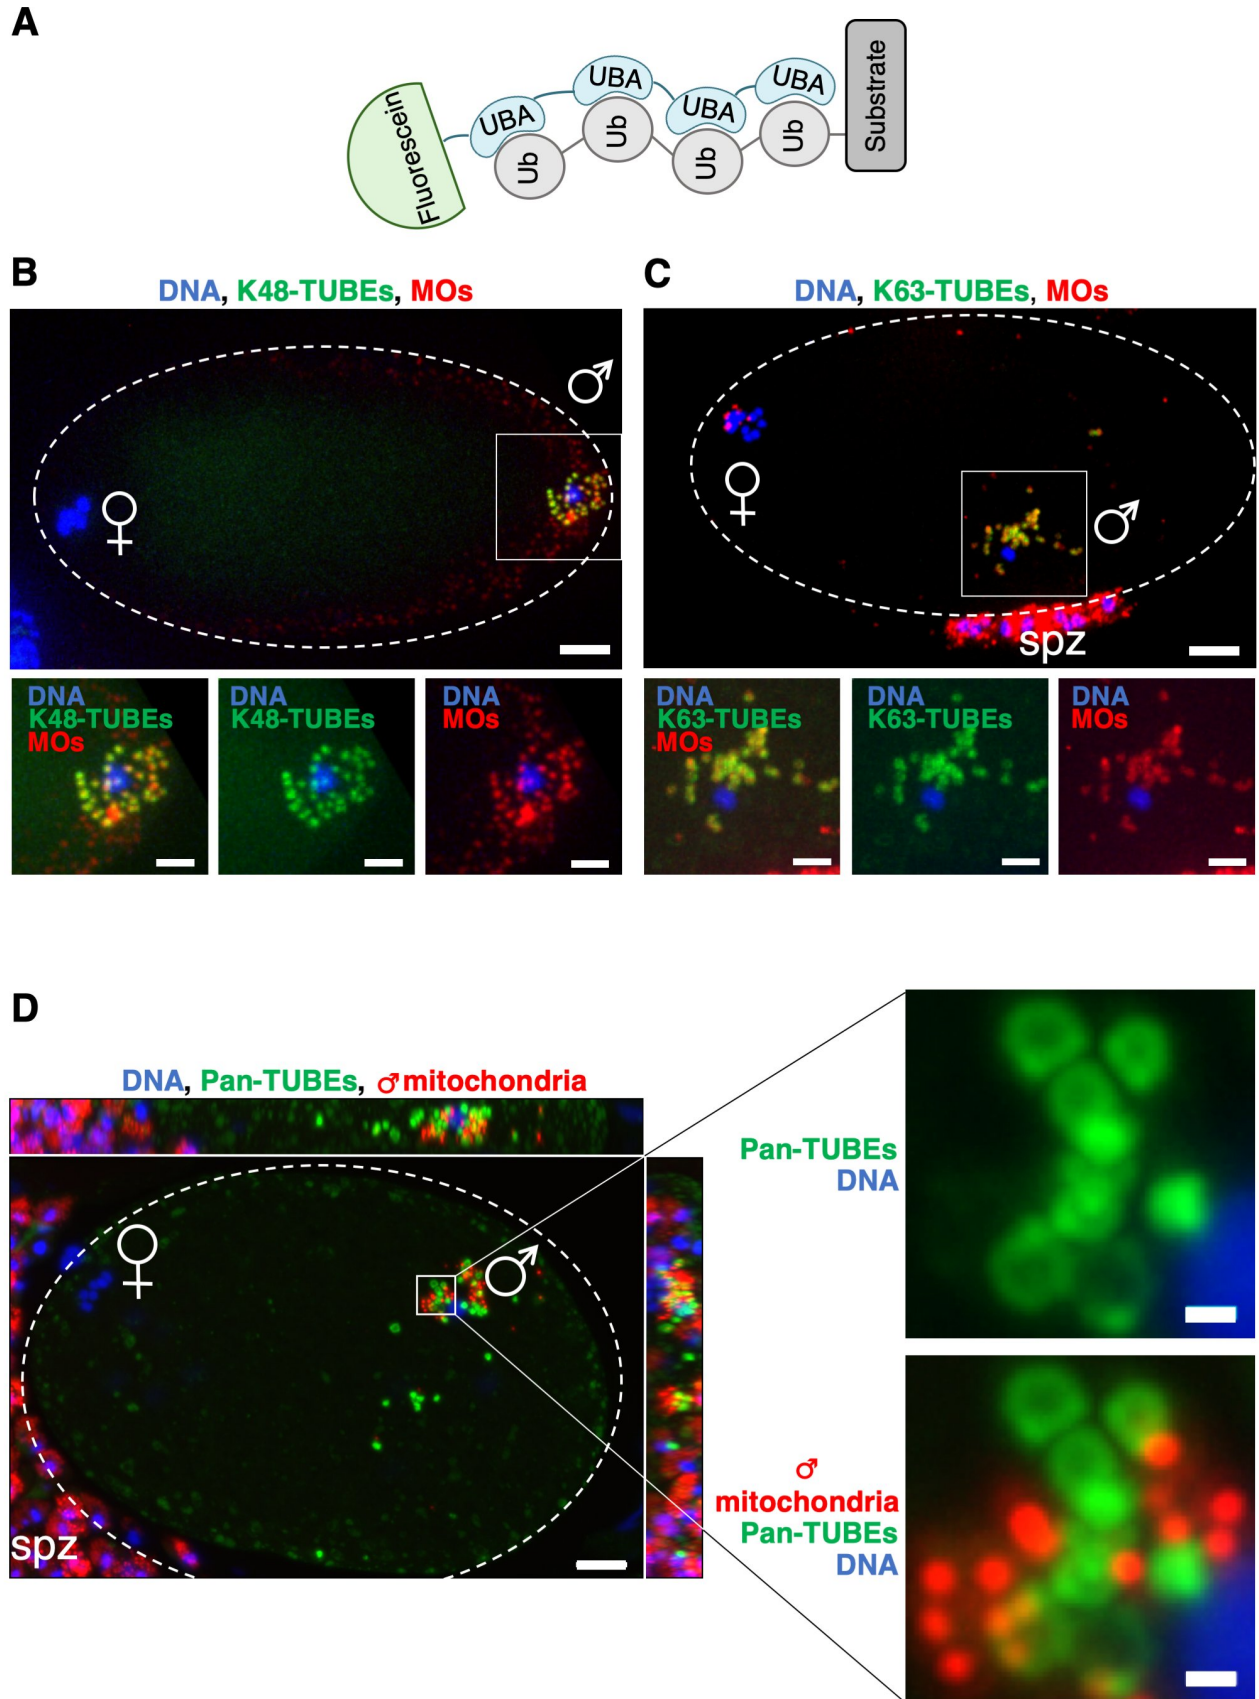 A
Fluorescein
UBA
UBA
UBA
UBA
Ub
Ub
Ub
Ub
Substrate
B
DNA, K48-TUBEs, MOs
♂
♀
DNA
K48-TUBEs
MOs
DNA
K48-TUBEs
DNA
MOs
C
DNA, K63-TUBEs, MOs
♀
♂
spz
DNA
K63-TUBEs
MOs
DNA
K63-TUBEs
DNA
MOs
D
DNA, Pan-TUBEs, ♂mitochondria
♀
♂
spz
Pan-TUBEs
DNA
♂
mitochondria
Pan-TUBEs
DNA